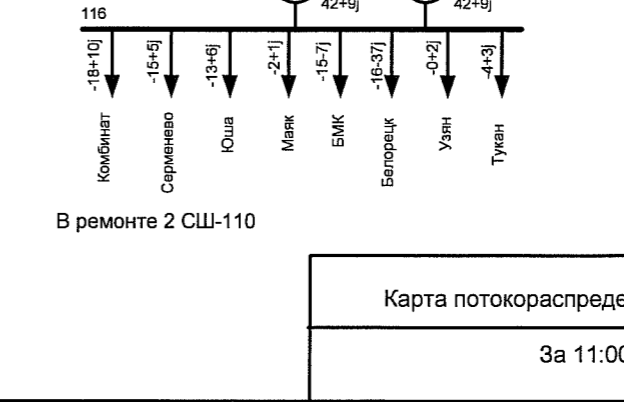 42+9j 42+9j
116
-18+10j -15+5j -13+6j -2+1j -15-7j -16-37j -0+2j -4+3j
Комбинат Серменево Юша Маяк БМК Белорецк Узян Тукан
В ремонте 2 СШ-110
Карта потокораспреде
За 11:00